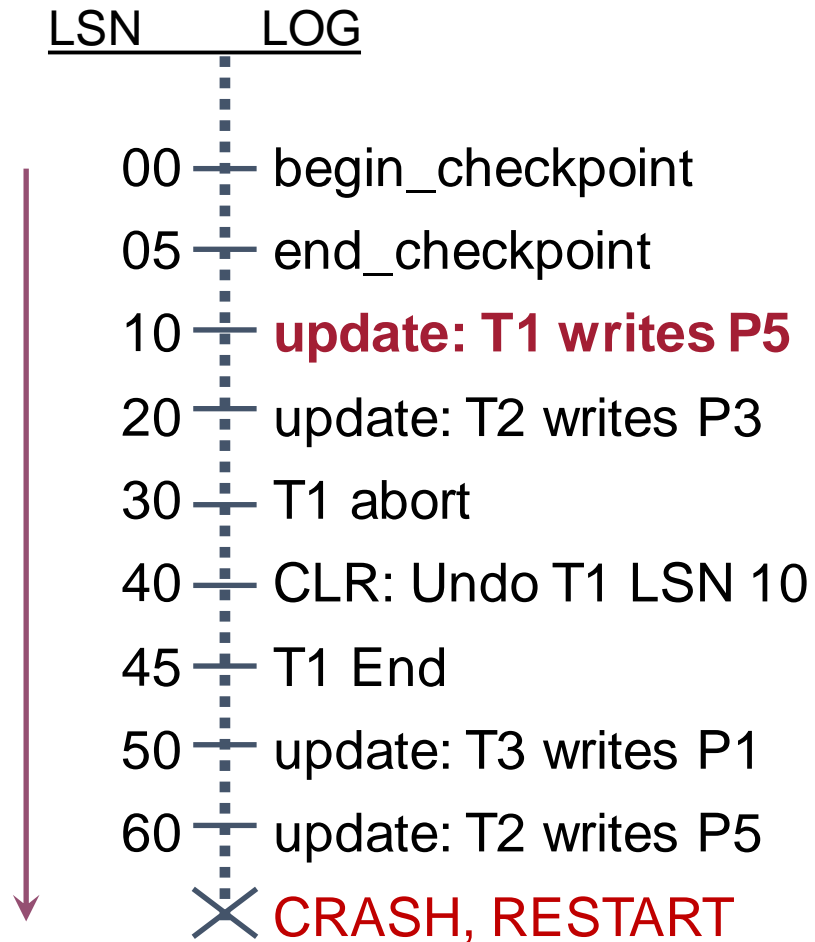 LSN LOG
00 begin_checkpoint
05 end_checkpoint
10 update: T1 writes P5
20 update: T2 writes P3
30 T1 abort
40 CLR: Undo T1 LSN 10
45 T1 End
50 update: T3 writes P1
60 update: T2 writes P5
CRASH, RESTART